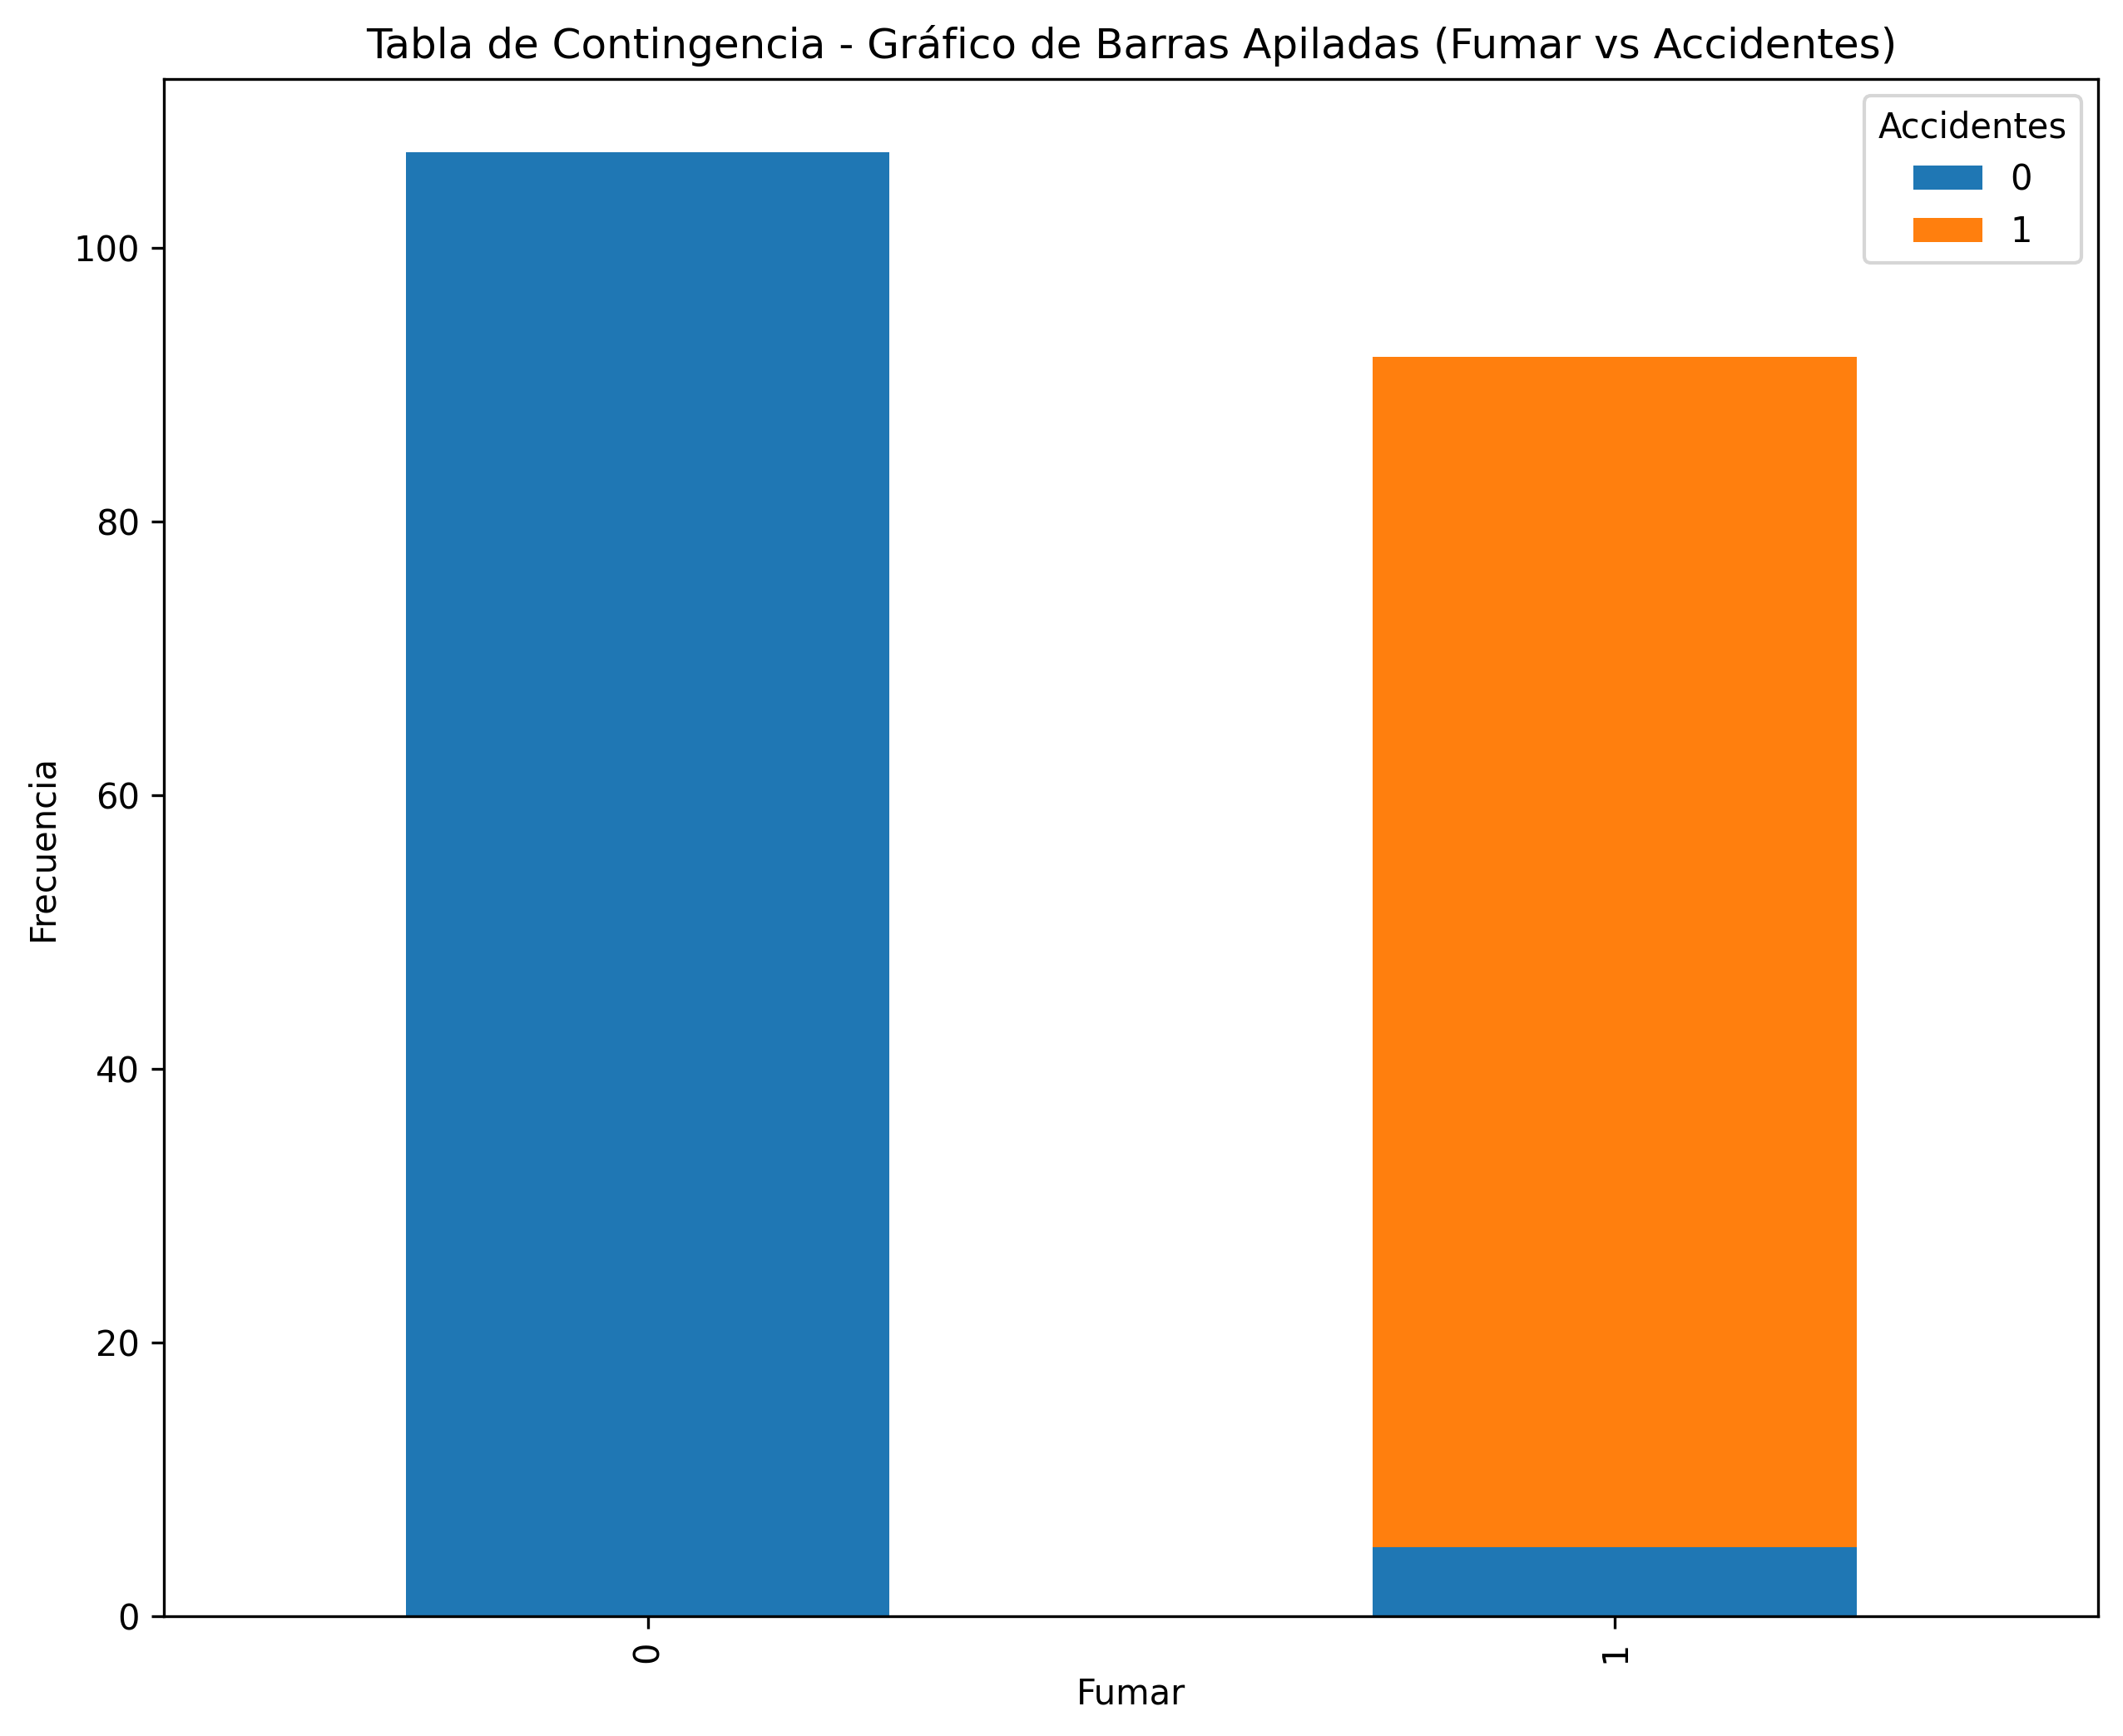 Tabla de Contingencia - Gráfico de Barras Apiladas (Fumar vs Accidentes)
Accidentes
0
1
100
80
60
40
20
0
Frecuencia
0
1
Fumar